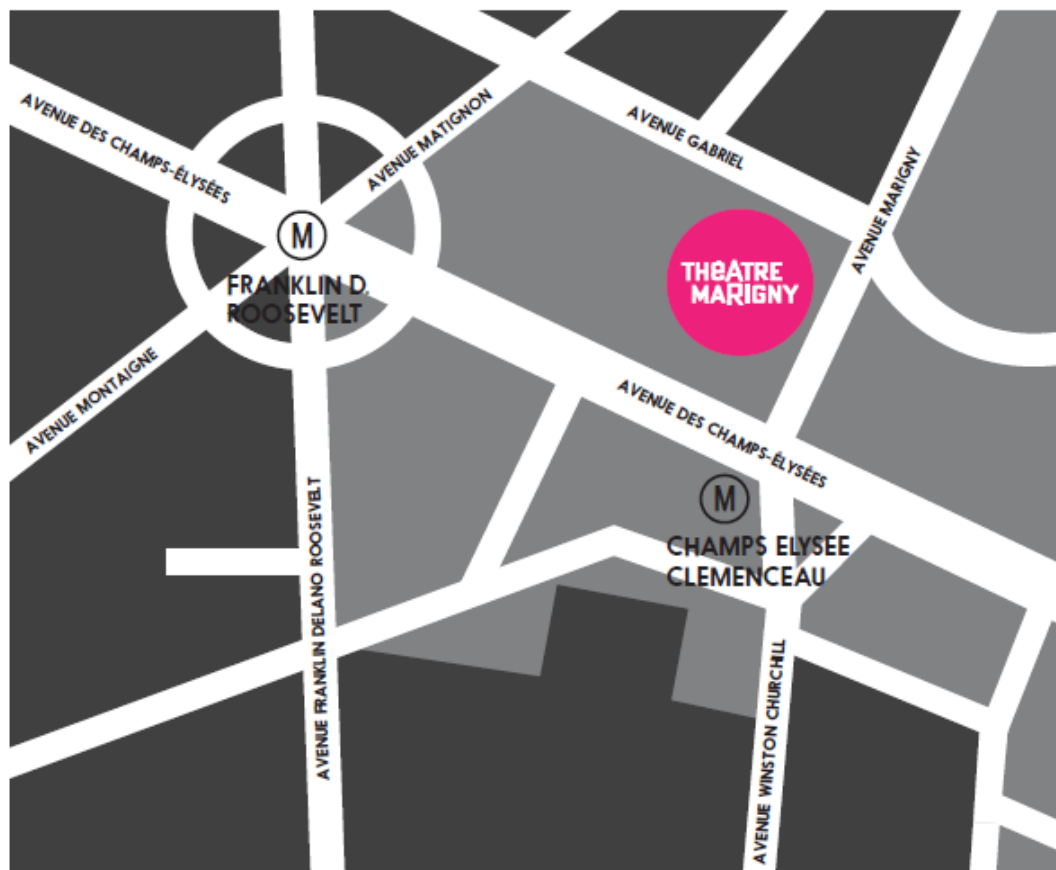 AVENUE DES CHAMPS-ÉLYSÉES
AVENUE MATIGNON
AVENUE GABRIEL
AVENUE MARIGNY
M
FRANKLIN D.
ROOSEVELT
THÉATRE
MARIGNY
AVENUE MONTAIGNE
AVENUE DES CHAMPS-ÉLYSÉES
M
CHAMPS ELYSEE
CLEMENCEAU
AVENUE FRANKLIN DELANO ROOSEVELT
AVENUE WINSTON CHURCHILL